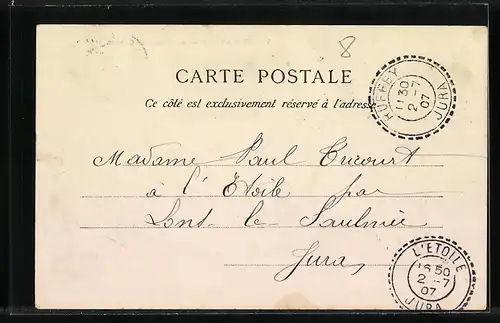 8
CARTE POSTALE
Ce côté est exclusivement réservé à l'adresse
RUFFEY
11 30
2 -7
07
JURA
Madame Paul Tricourt
à l'Etoile par
Lons-le-Saulnier
Jura
L'ETOILE
16 50
2 -7
07
JURA